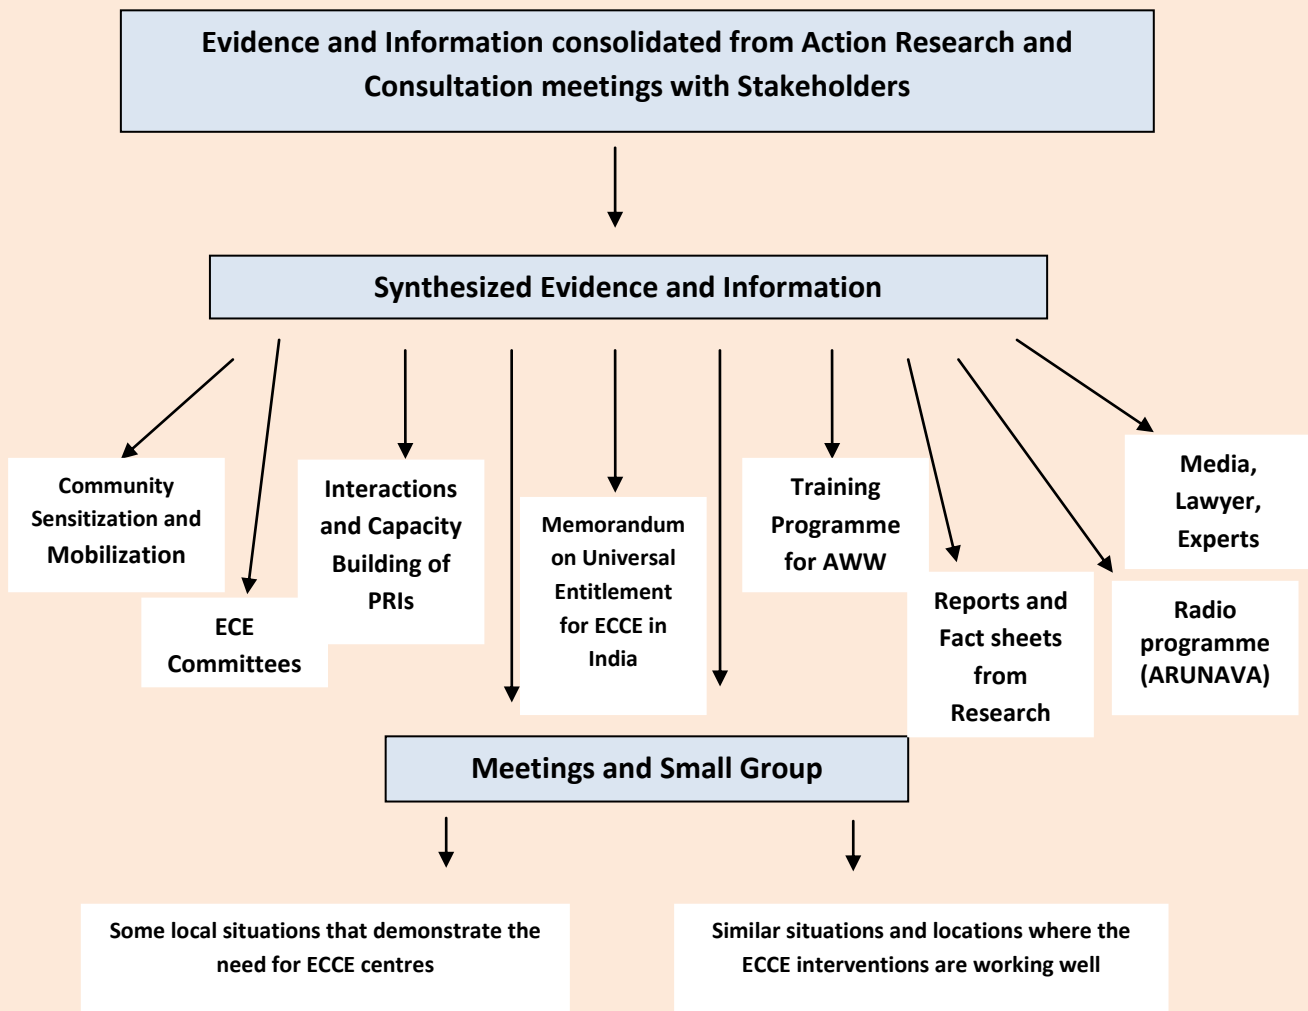 Evidence and Information consolidated from Action Research and
Consultation meetings with Stakeholders
Synthesized Evidence and Information
Community
Sensitization and
Mobilization
ECE
Committees
Interactions
and Capacity
Building of
PRIs
Memorandum
on Universal
Entitlement
for ECCE in
India
Training
Programme
for AWW
Reports and
Fact sheets
from
Research
Media,
Lawyer,
Experts
Radio
programme
(ARUNAVA)
Meetings and Small Group
Some local situations that demonstrate the
need for ECCE centres
Similar situations and locations where the
ECCE interventions are working well